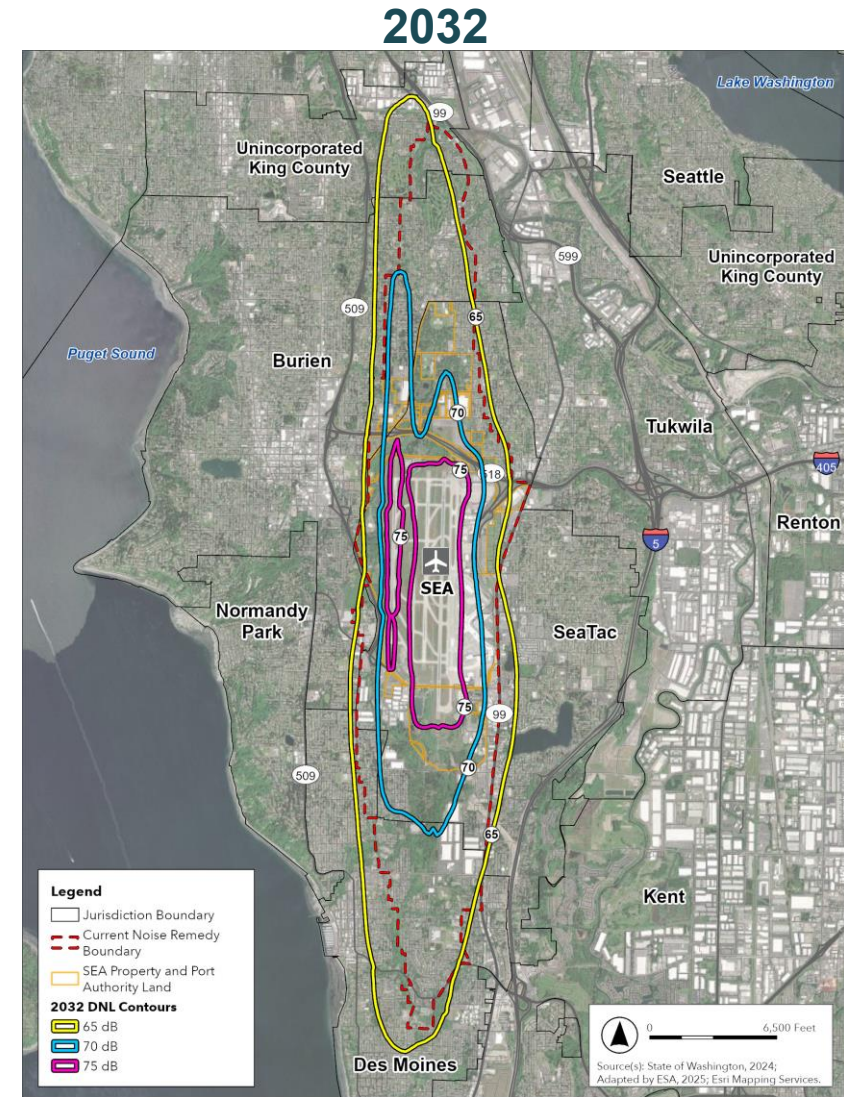 2032
Lake Washington
99
Unincorporated
King County
Seattle
599
Unincorporated
King County
509
65
Puget Sound
Burien
70
Tukwila
75
518
405
Renton
75
5
SEA
Normandy
Park
SeaTac
75
99
70
509
65
Kent
Des Moines
Legend
Jurisdiction Boundary
Current Noise Remedy
Boundary
SEA Property and Port
Authority Land
2032 DNL Contours
65 dB
70 dB
75 dB
0 6,500 Feet
Source(s): State of Washington, 2024;
Adapted by ESA, 2025; Esri Mapping Services.